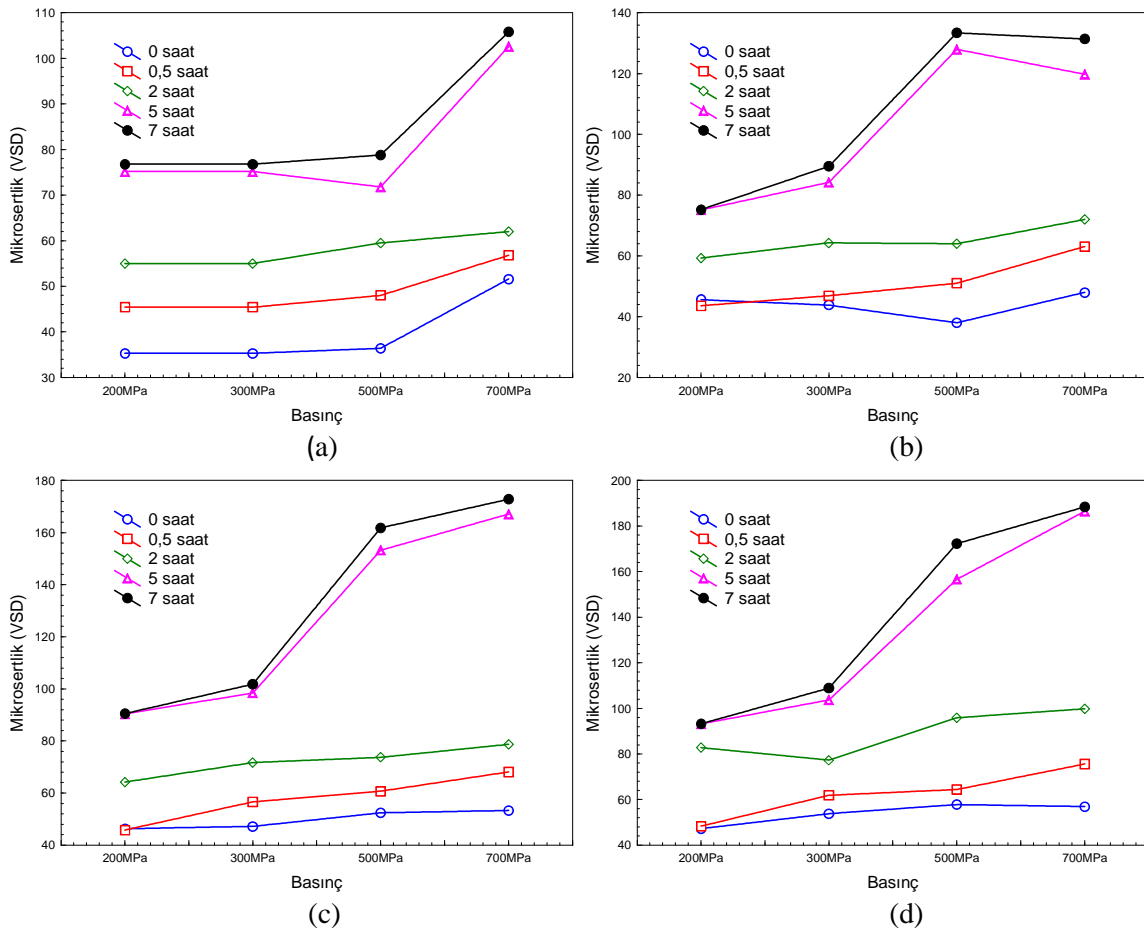 110
100
90
80
70
60
50
40
30
Mikrosertlik (VSD)
0 saat
0,5 saat
2 saat
5 saat
7 saat
200MPa 300MPa 500MPa 700MPa
Basınç
(a)
140
120
100
80
60
40
20
Mikrosertlik (VSD)
0 saat
0,5 saat
2 saat
5 saat
7 saat
200MPa 300MPa 500MPa 700MPa
Basınç
(b)
180
160
140
120
100
80
60
40
Mikrosertlik (VSD)
0 saat
0,5 saat
2 saat
5 saat
7 saat
200MPa 300MPa 500MPa 700MPa
Basınç
(c)
200
180
160
140
120
100
80
60
40
Mikrosertlik (VSD)
0 saat
0,5 saat
2 saat
5 saat
7 saat
200MPa 300MPa 500MPa 700MPa
Basınç
(d)